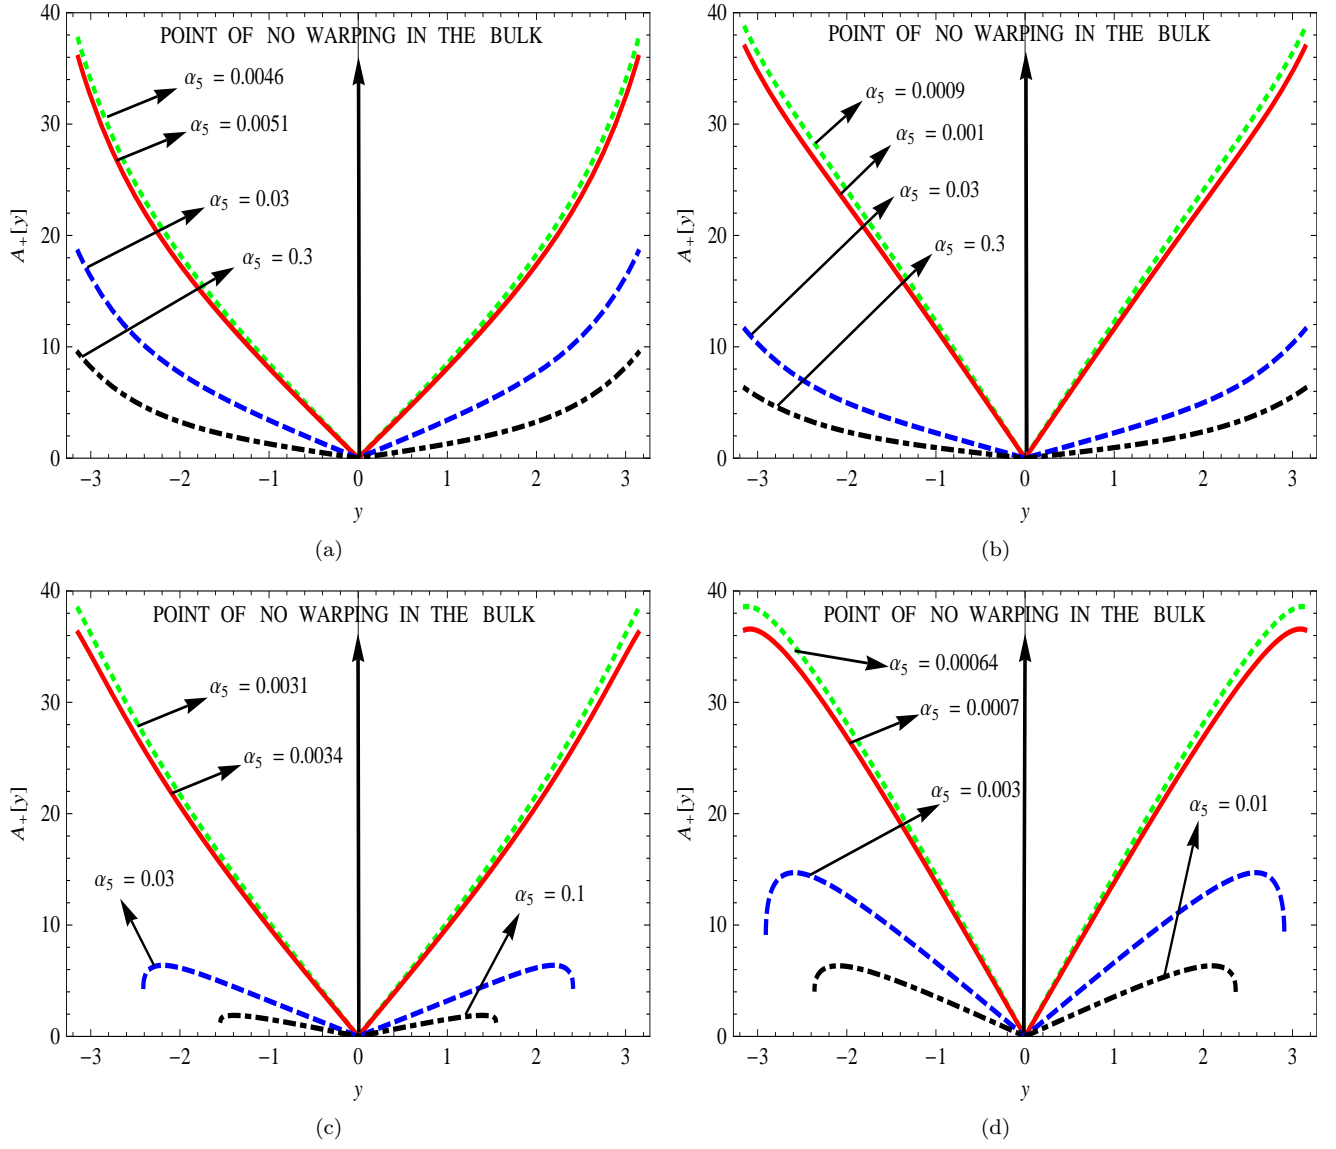 POINT OF NO WARPING IN THE BULK
α5 = 0.0046
α5 = 0.0051
α5 = 0.03
α5 = 0.3
A+[y]
40
30
20
10
0
−3 −2 −1 0 1 2 3
y
(a)
POINT OF NO WARPING IN THE BULK
α5 = 0.0009
α5 = 0.001
α5 = 0.03
α5 = 0.3
A+[y]
40
30
20
10
0
−3 −2 −1 0 1 2 3
y
(b)
POINT OF NO WARPING IN THE BULK
α5 = 0.0031
α5 = 0.0034
α5 = 0.03
α5 = 0.1
A+[y]
40
30
20
10
0
−3 −2 −1 0 1 2 3
y
(c)
POINT OF NO WARPING IN THE BULK
α5 = 0.00064
α5 = 0.0007
α5 = 0.003
α5 = 0.01
A+[y]
40
30
20
10
0
−3 −2 −1 0 1 2 3
y
(d)